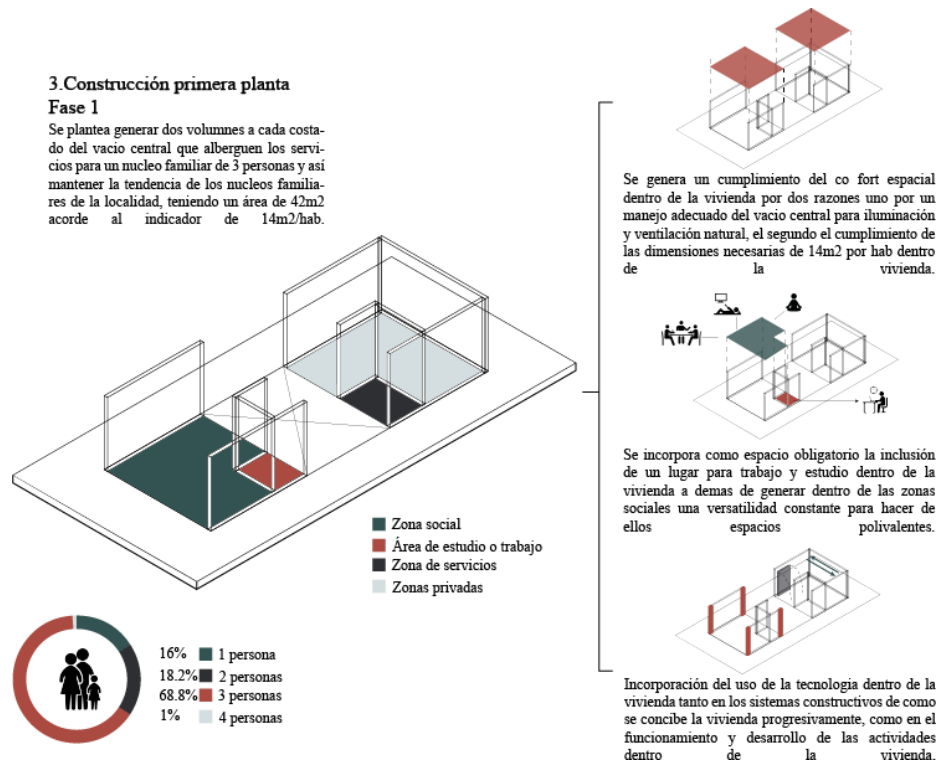 3.Construcción primera planta
Fase 1
Se plantea generar dos volumnes a cada costa-
do del vacio central que alberguen los servi-
cios para un nucleo familiar de 3 personas y así
mantener la tendencia de los nucleos familia-
res de la localidad, teniendo un área de 42m2
acorde al indicador de 14m2/hab.
Zona social
Área de estudio o trabajo
Zona de servicios
Zonas privadas
16% 1 persona
18.2% 2 personas
68.8% 3 personas
1% 4 personas
Se genera un cumplimiento del co fort espacial
dentro de la vivienda por dos razones uno por un
manejo adecuado del vacio central para iluminación
y ventilación natural, el segundo el cumplimiento de
las dimensiones necesarias de 14m2 por hab dentro
de la vivienda.
Se incorpora como espacio obligatorio la inclusión
de un lugar para trabajo y estudio dentro de la
vivienda a demas de generar dentro de las zonas
sociales una versatilidad constante para hacer de
ellos espacios polivalentes.
Incorporación del uso de la tecnologia dentro de la
vivienda tanto en los sistemas constructivos de como
se concibe la vivienda progresivamente, como en el
funcionamiento y desarrollo de las actividades
dentro de la vivienda.